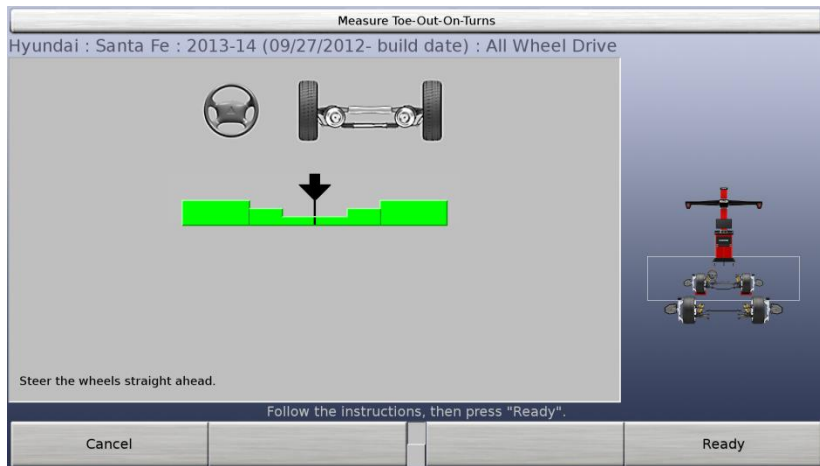 Measure Toe-Out-On-Turns
Hyundai : Santa Fe : 2013-14 (09/27/2012- build date) : All Wheel Drive
Steer the wheels straight ahead.
Follow the instructions, then press "Ready".
Cancel
Ready